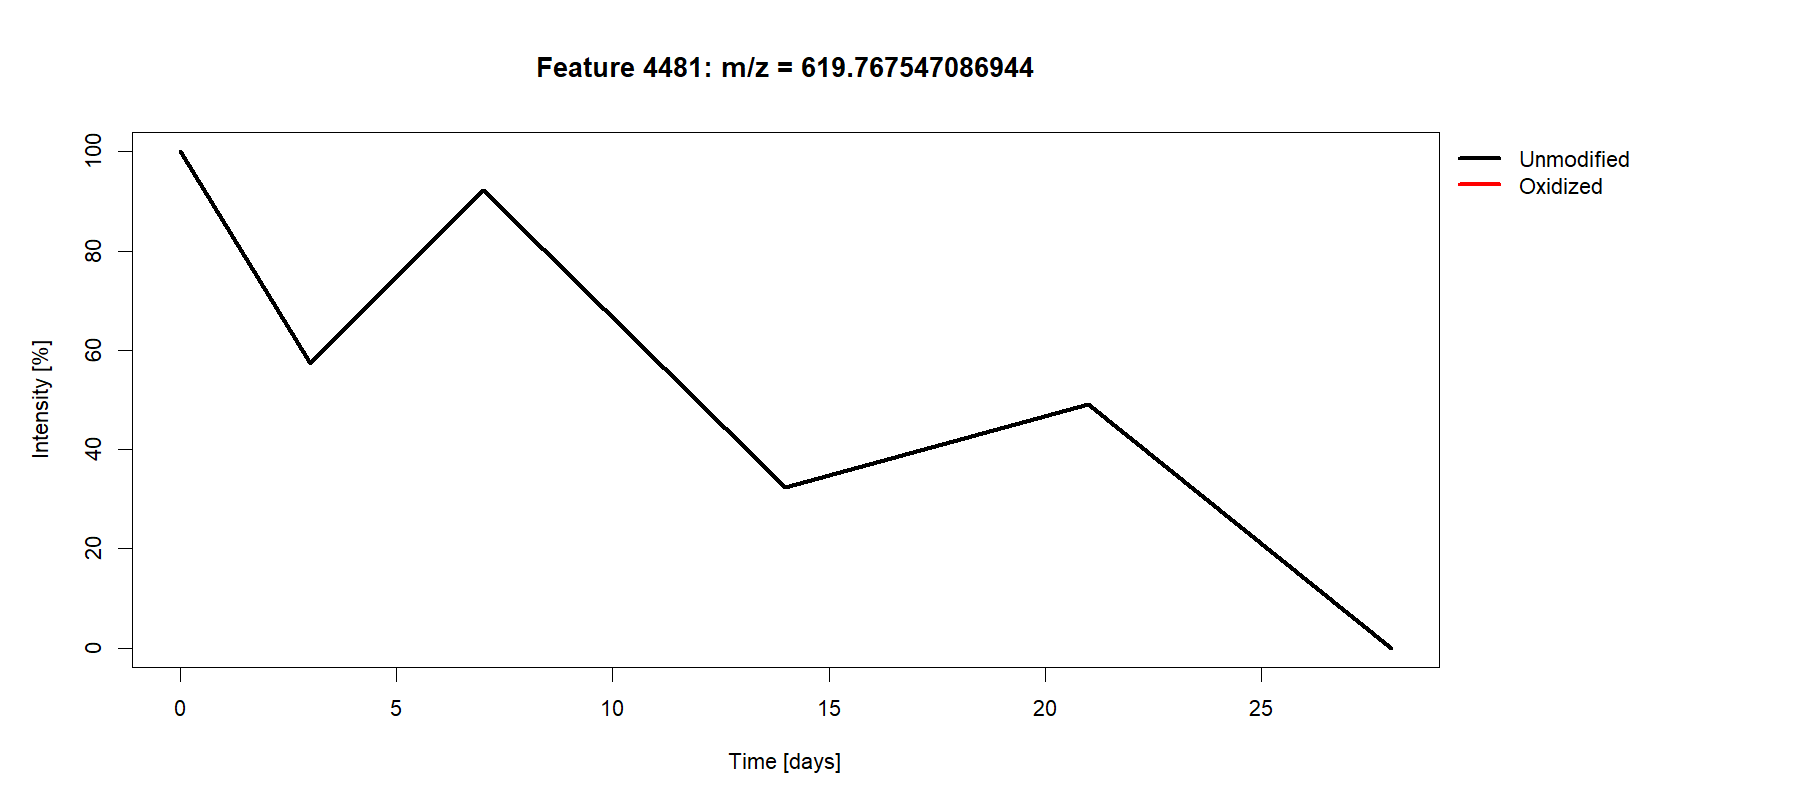 Feature 4481: m/z = 619.767547086944
Unmodified
Oxidized
Intensity [%]
100
80
60
40
20
0
0 5 10 15 20 25
Time [days]